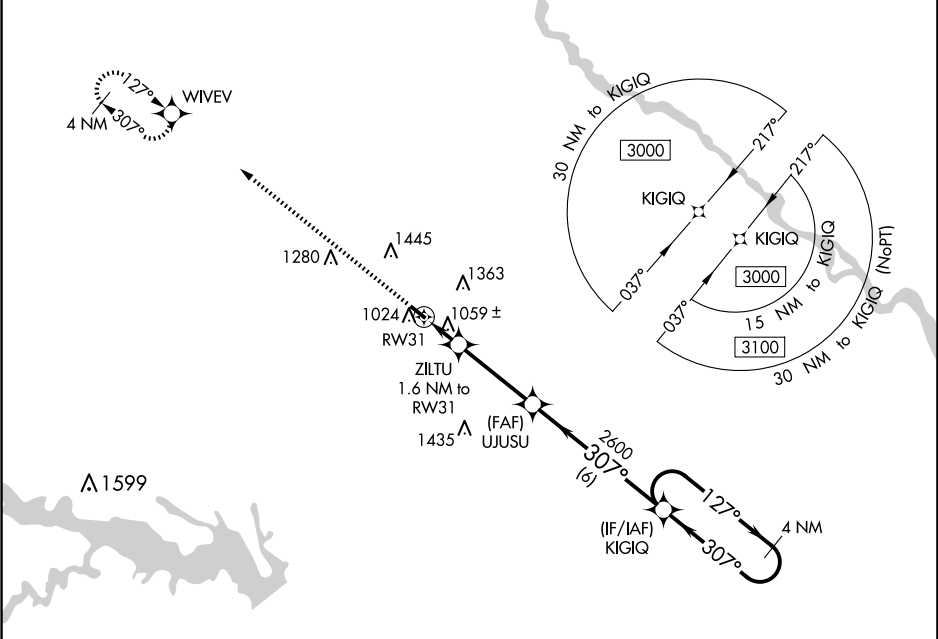 127°
WIVEV
307°
4 NM
30 NM to KIGIQ
3000
217°
KIGIQ
037°
217°
KIGIQ
3000
037°
15 NM to KIGIQ
3100
30 NM to KIGIQ (NoPT)
1445
1280
1363
1024
1059 ±
RW31
ZILTU
1.6 NM to
RW31
(FAF)
UJUSU
1435
2600
307°
(6)
1599
127°
4 NM
(IF/IAF)
KIGIQ
307°